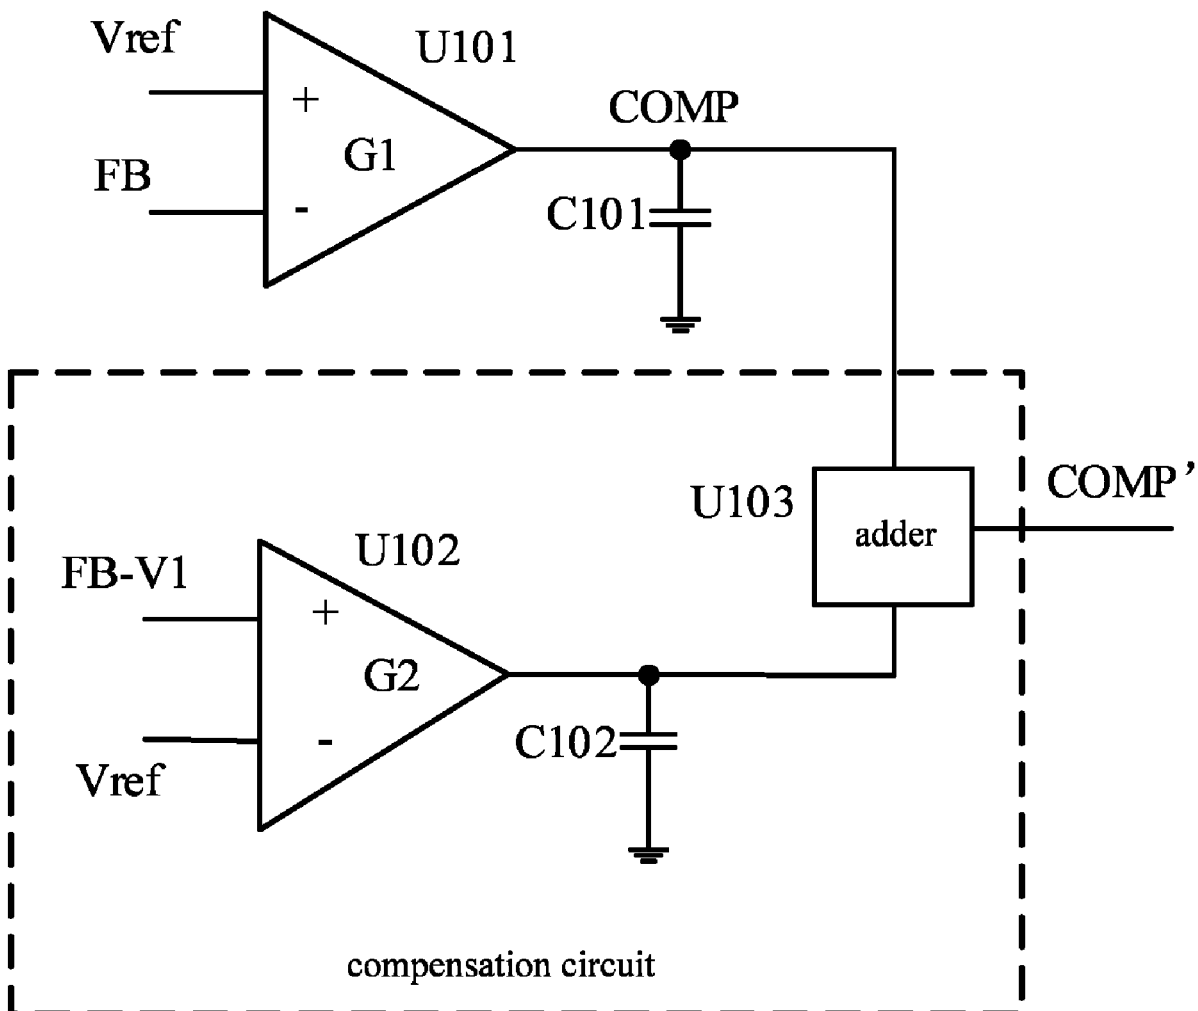 Vref
U101
+
COMP
G1
FB
-
C101
U103
COMP’
adder
U102
FB-V1
+
G2
-
C102
Vref
compensation circuit